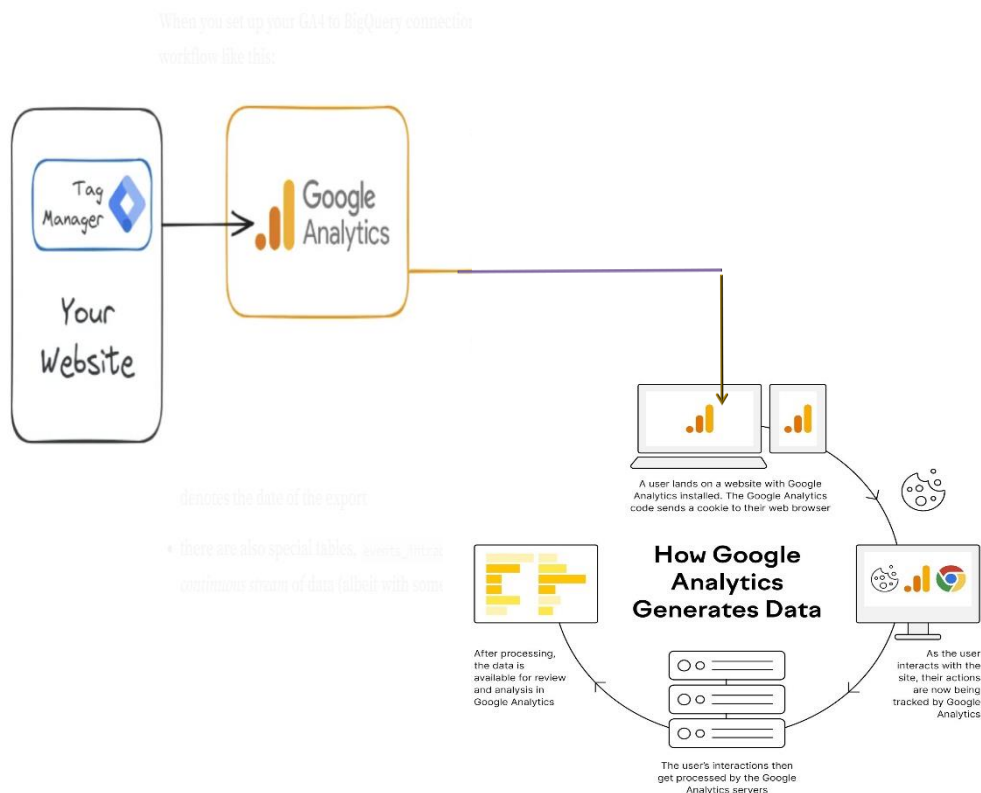 When you set up your GA4 to BigQuery connection
workflow like this:
Tag
Manager
Your
Website
Google
Analytics
denotes the date of the export
• there are also special tables,
continuous stream of data (albeit with some
A user lands on a website with Google
Analytics installed. The Google Analytics
code sends a cookie to their web browser
How Google
Analytics
Generates Data
As the user
interacts with the
site, their actions
are now being
tracked by Google
Analytics
After processing,
the data is
available for review
and analysis in
Google Analytics
The user's interactions then
get processed by the Google
Analytics servers